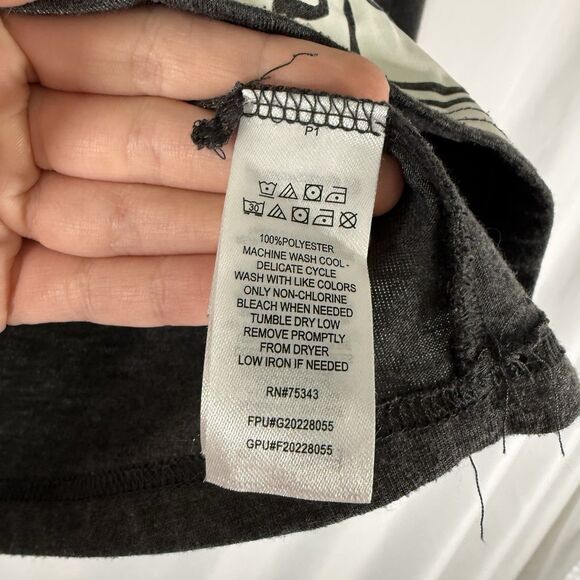 P1
30
100%POLYESTER
MACHINE WASH COOL -
DELICATE CYCLE
WASH WITH LIKE COLORS
ONLY NON-CHLORINE
BLEACH WHEN NEEDED
TUMBLE DRY LOW
REMOVE PROMPTLY
FROM DRYER
LOW IRON IF NEEDED
RN#75343
FPU#G20228055
GPU#F20228055